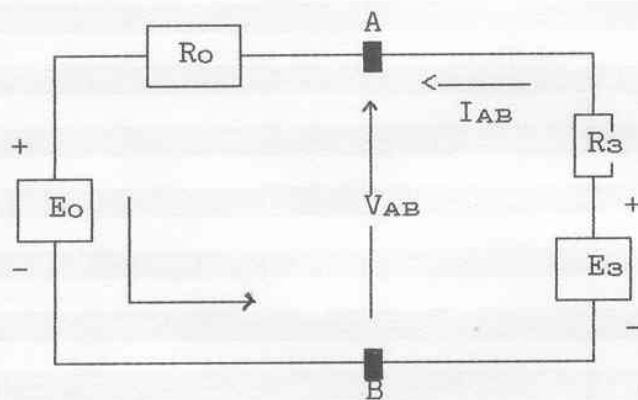 A
Ro
IAB
+
R3
Eo
VAB
+
E3
-
-
B